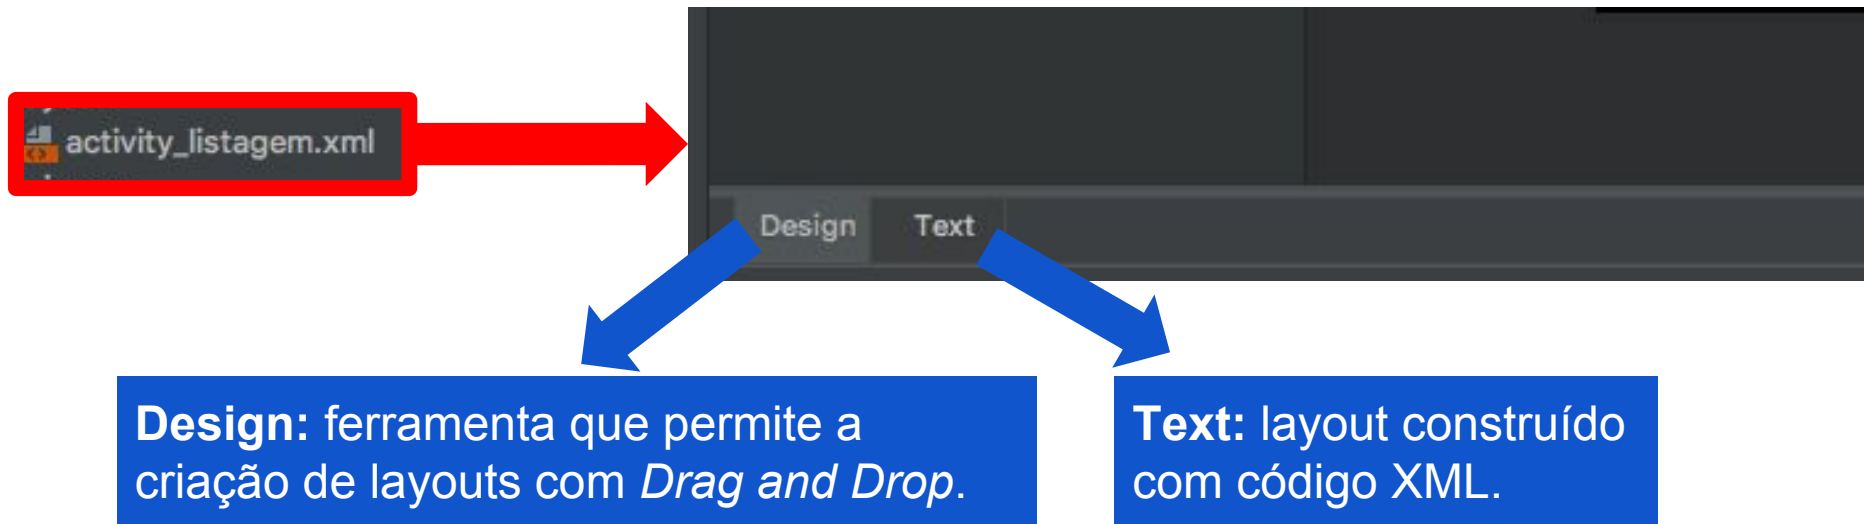 activity_listagem.xml
Design Text
Design: ferramenta que permite a
criação de layouts com Drag and Drop.
Text: layout construído
com código XML.